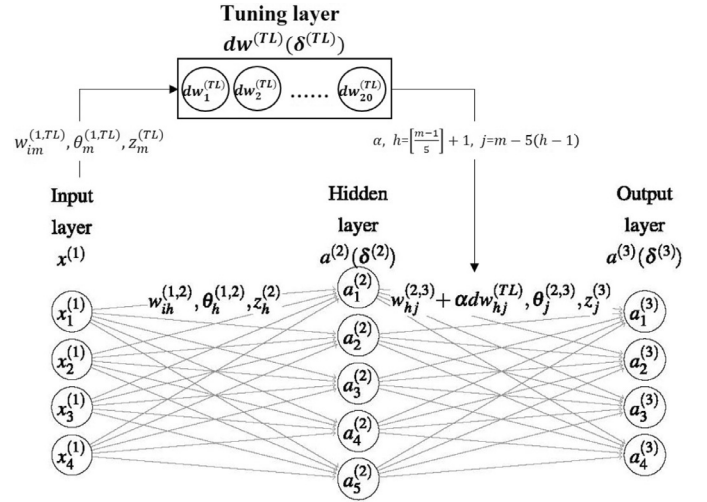 Tuning layer
dw^(TL)(δ^(TL))
dw_1^(TL) dw_2^(TL) ...... dw_20^(TL)
w_im^(1,TL), θ_m^(1,TL), z_m^(TL)
α, h=[(m−1)/5] + 1, j=m − 5(h − 1)
Input
layer
x^(1)
Hidden
layer
a^(2)(δ^(2))
Output
layer
a^(3)(δ^(3))
w_ih^(1,2), θ_h^(1,2), z_h^(2)
w_hj^(2,3) + αdw_hj^(TL), θ_j^(2,3), z_j^(3)
x_1^(1)
x_2^(1)
x_3^(1)
x_4^(1)
a_1^(2)
a_2^(2)
a_3^(2)
a_4^(2)
a_5^(2)
a_1^(3)
a_2^(3)
a_3^(3)
a_4^(3)